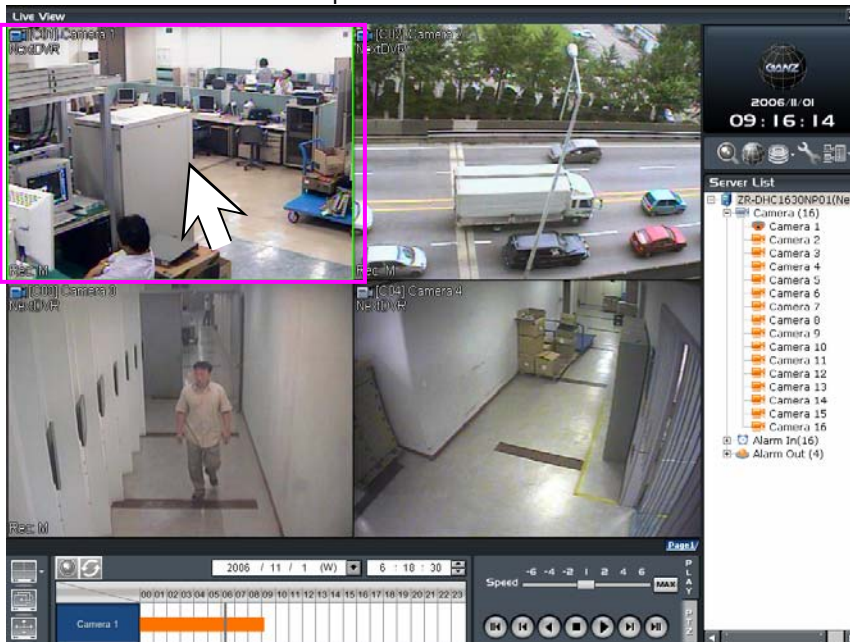 Live View
[C01] Camera 1
NextDVR
Rec: M
[C02] Camera 2
NextDVR
[C03] Camera 3
NextDVR
Rec: M
[C04] Camera 4
NextDVR
GANZ
2006/11/01
09:16:14
Server List
ZR-DHC1630NP01(Ne
Camera (16)
Camera 1
Camera 2
Camera 3
Camera 4
Camera 5
Camera 6
Camera 7
Camera 8
Camera 9
Camera 10
Camera 11
Camera 12
Camera 13
Camera 14
Camera 15
Camera 16
Alarm In(16)
Alarm Out (4)
Page1/
2006 / 11 / 1 (W)
6 : 18 : 30
00 01 02 03 04 05 06 07 08 09 10 11 12 13 14 15 16 17 18 19 20 21 22 23
Camera 1
Speed
-6 -4 -2 1 2 4 6
MAX
PLAY
PTZ